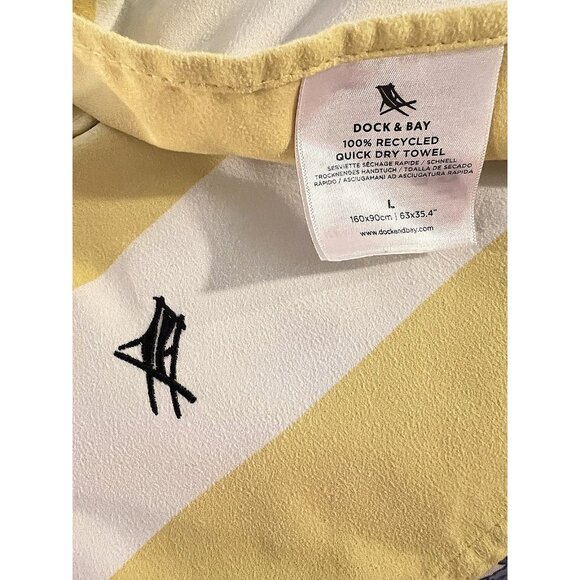 DOCK & BAY
100% RECYCLED
QUICK DRY TOWEL
SERVIETTE SÉCHAGE RAPIDE / SCHNELL
TROCKNENDES HANDTUCH / TOALLA DE SECADO
RÁPIDO / ASCIUGAMANI AD ASCIUGATURA RAPIDA
L
160x90cm | 63x35.4"
www.dockandbay.com